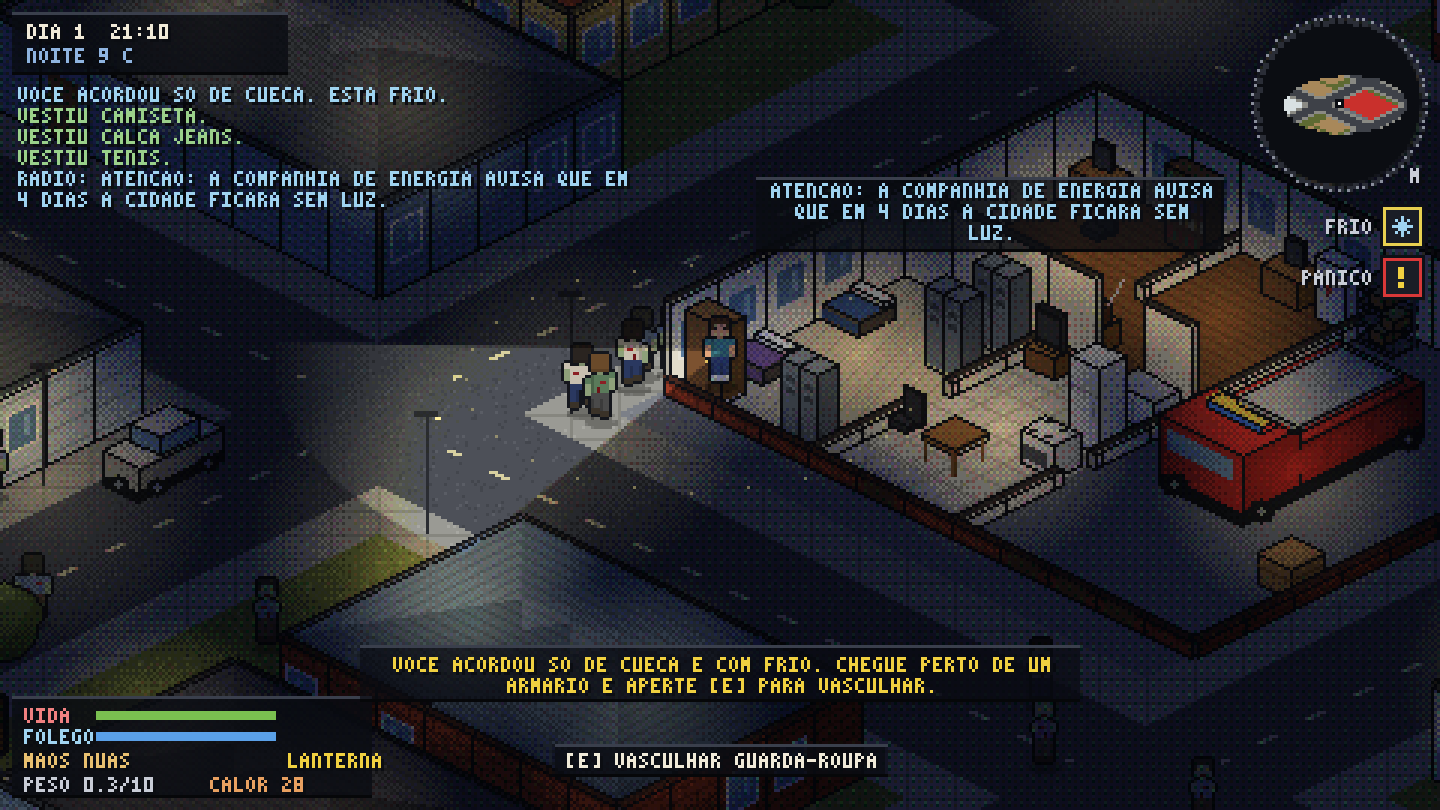 DIA 1 21:10
NOITE 9 C
VOCE ACORDOU SO DE CUECA. ESTA FRIO.
VESTIU CAMISETA.
VESTIU CALCA JEANS.
VESTIU TENIS.
RADIO: ATENCAO: A COMPANHIA DE ENERGIA AVISA QUE EM
4 DIAS A CIDADE FICARA SEM LUZ.
ATENCAO: A COMPANHIA DE ENERGIA AVISA
QUE EM 4 DIAS A CIDADE FICARA SEM
LUZ.
N
FRIO
PANICO !
VOCE ACORDOU SO DE CUECA E COM FRIO. CHEGUE PERTO DE UM
ARMARIO E APERTE [E] PARA VASCULHAR.
VIDA
FOLEGO
MAOS NUAS LANTERNA
PESO 0.3/10 CALOR 28
[E] VASCULHAR GUARDA-ROUPA